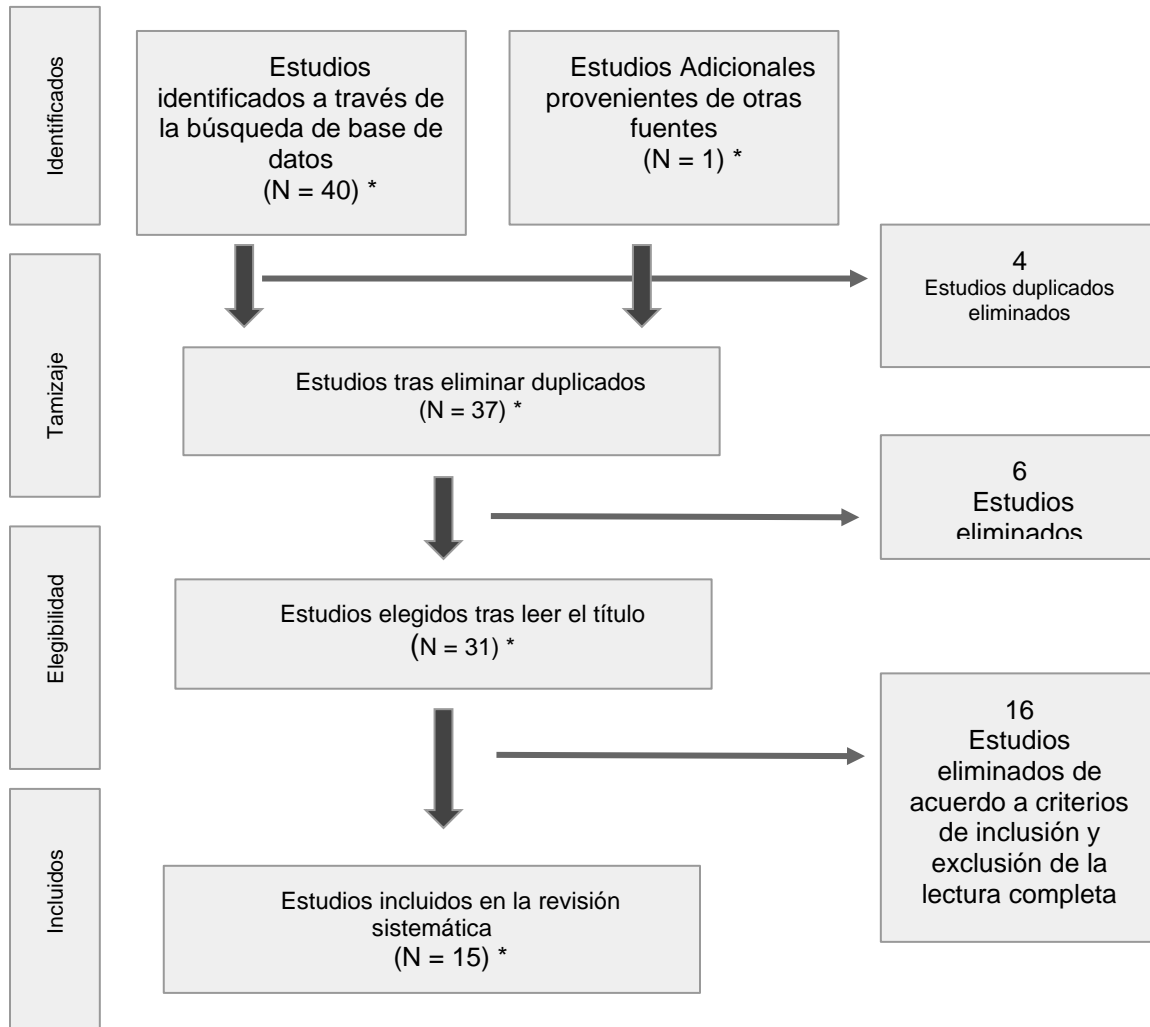 Identificados
Estudios
identificados a través de
la búsqueda de base de
datos
(N = 40) *
Estudios Adicionales
provenientes de otras
fuentes
(N = 1) *
4
Estudios duplicados
eliminados
Tamizaje
Estudios tras eliminar duplicados
(N = 37) *
6
Estudios
eliminados
Elegibilidad
Estudios elegidos tras leer el título
(N = 31) *
16
Estudios
eliminados de
acuerdo a criterios
de inclusión y
exclusión de la
lectura completa
Incluidos
Estudios incluidos en la revisión
sistemática
(N = 15) *